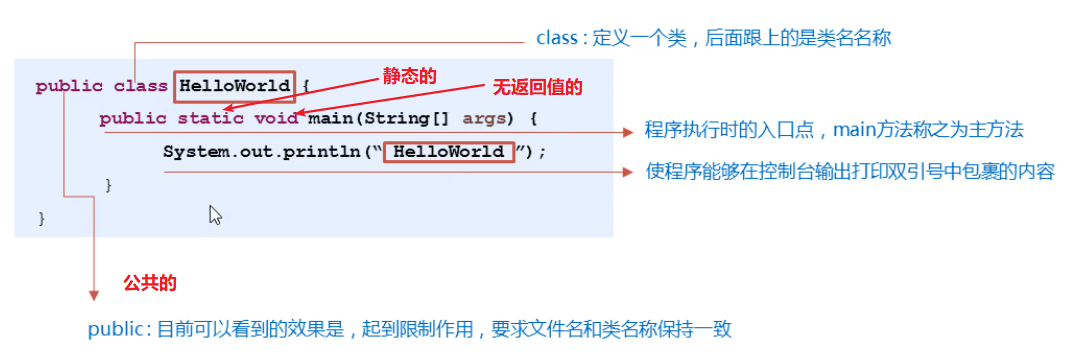 class : 定义一个类，后面跟上的是类名名称
public class HelloWorld {
静态的
无返回值的
public static void main(String[] args) {
程序执行时的入口点，main方法称之为主方法
System.out.println(“ HelloWorld ”);
使程序能够在控制台输出打印双引号中包裹的内容
}
}
公共的
public : 目前可以看到的效果是，起到限制作用，要求文件名和类名称保持一致